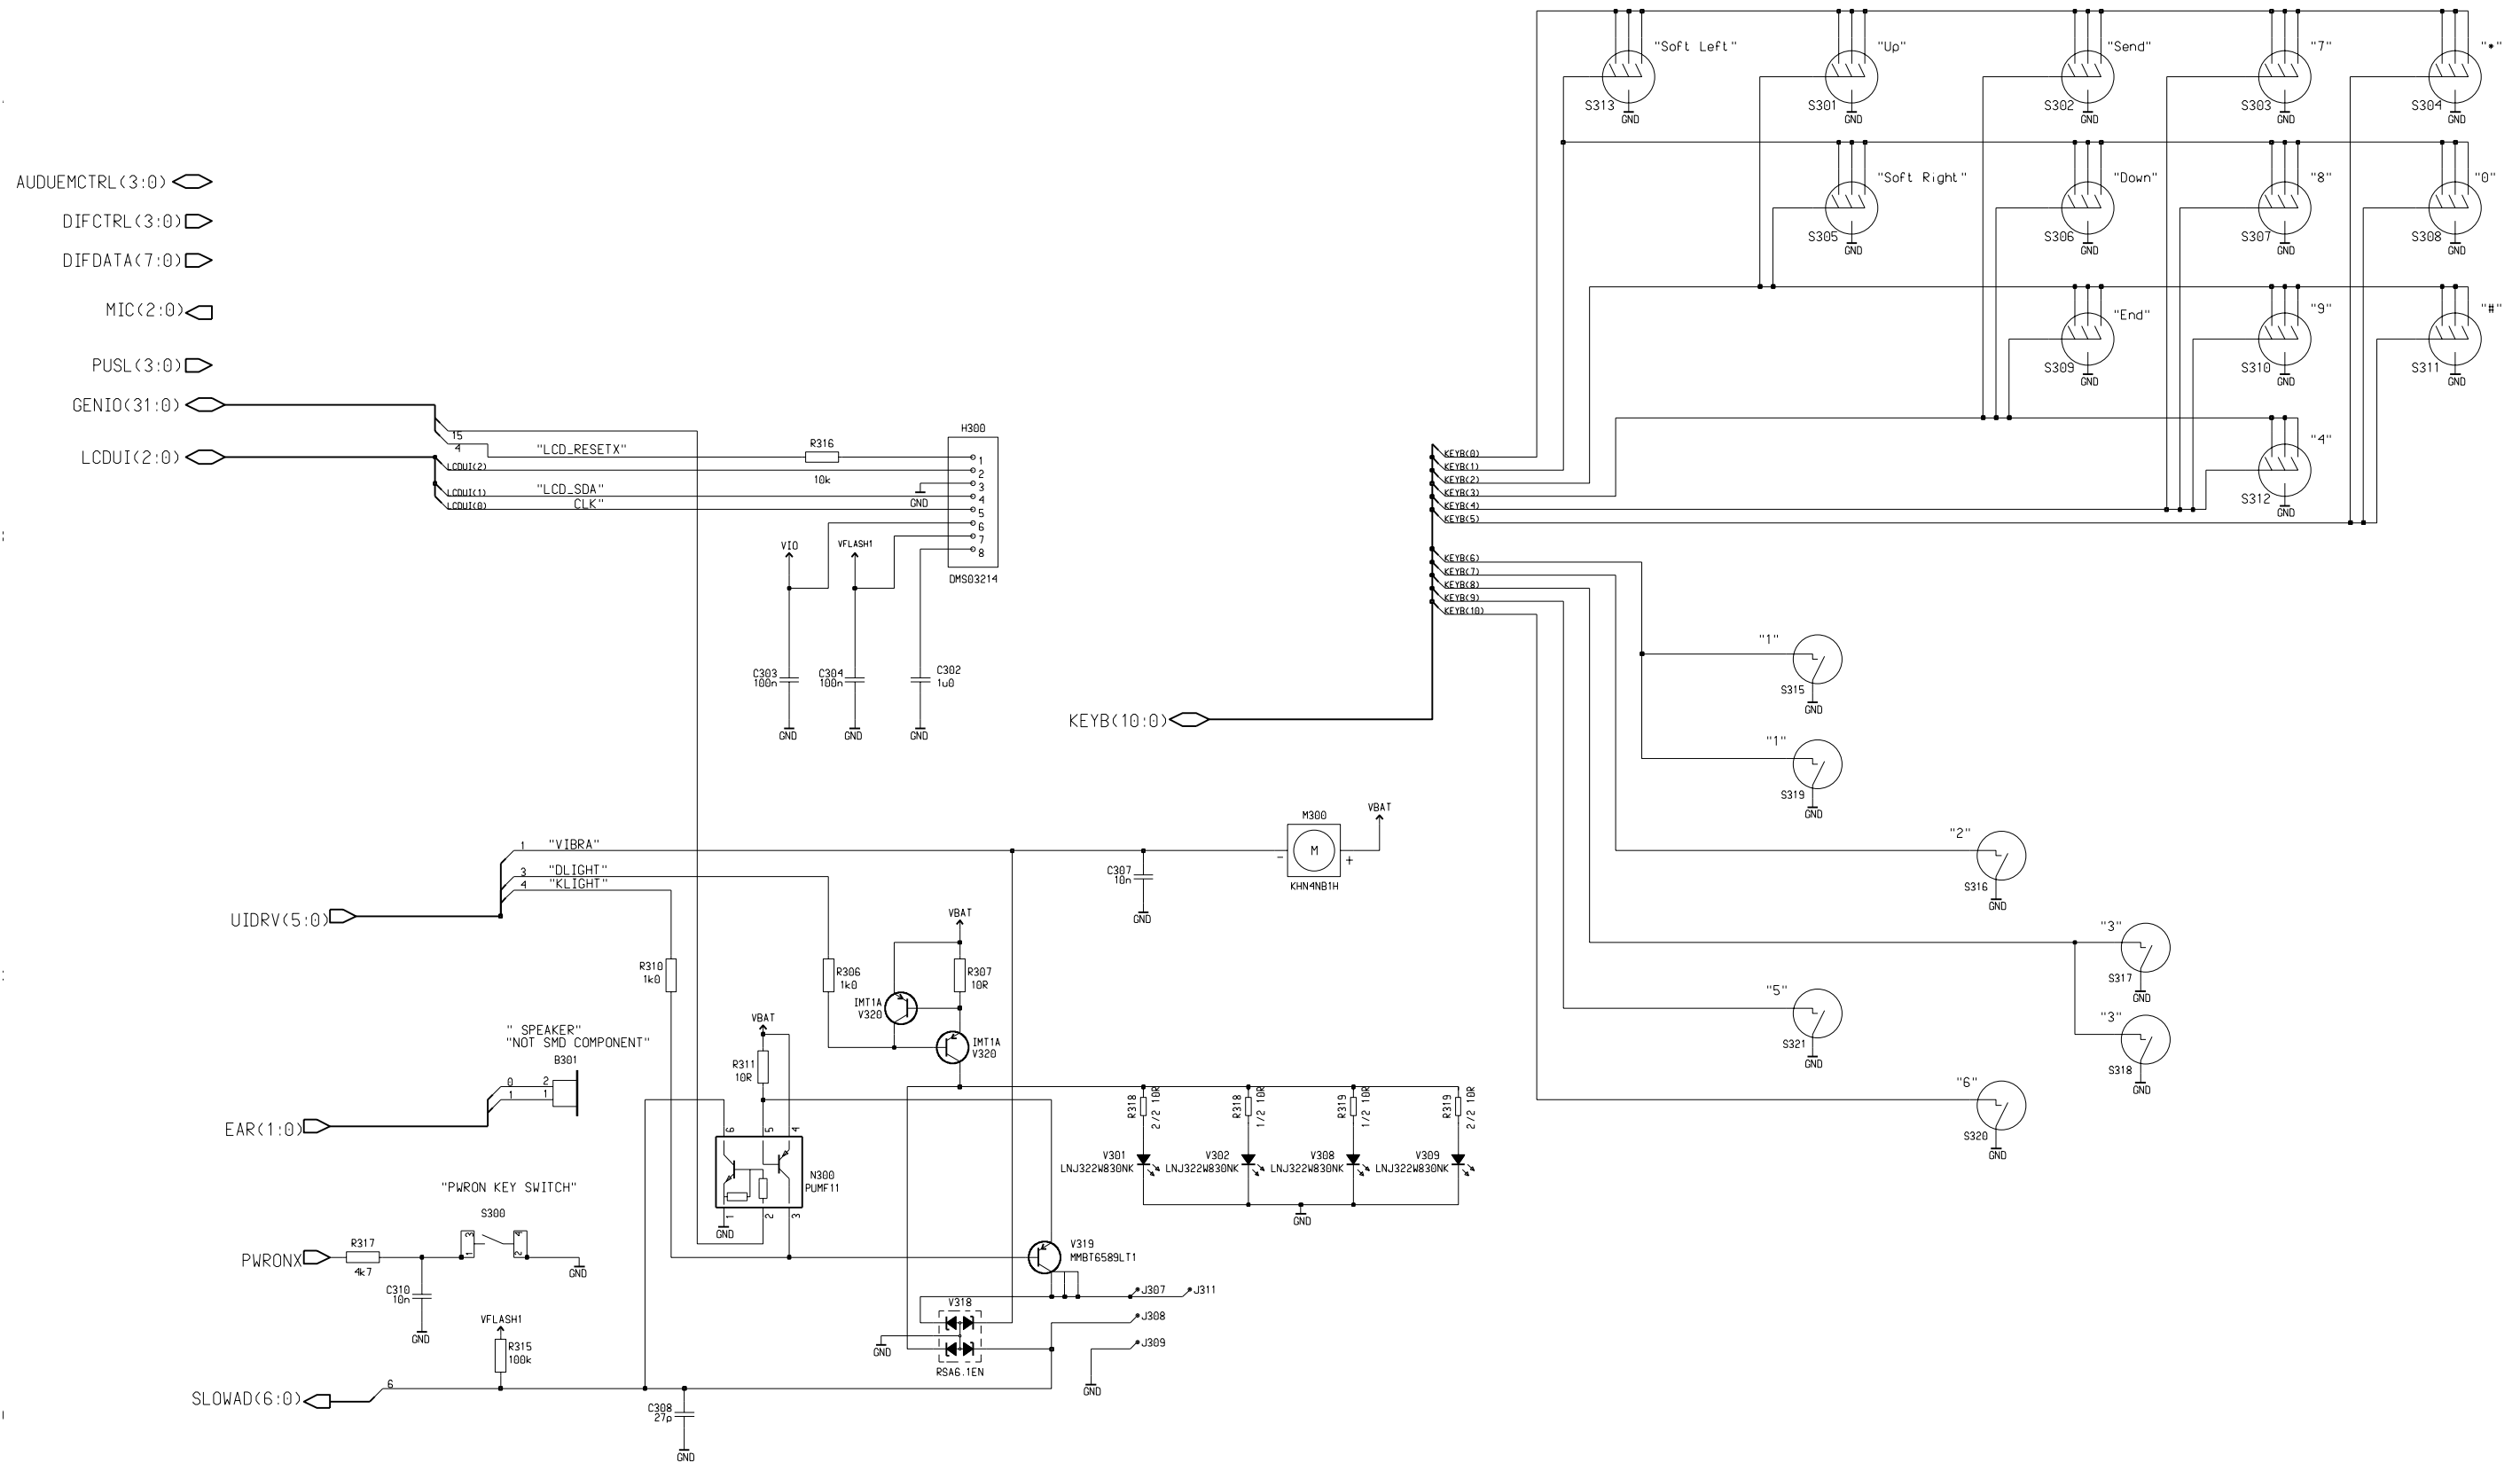 "Soft Left"
S313
GND
"Up"
S301
GND
"Send"
S302
GND
"7"
S303
GND
"*"
S304
GND
"Soft Right"
S305
GND
"Down"
S306
GND
"8"
S307
GND
"0"
S308
GND
"End"
S309
GND
"9"
S310
GND
"#"
S311
GND
"4"
S312
GND
AUDUEMCTRL(3:0)
DIFCTRL(3:0)
DIFDATA(7:0)
MIC(2:0)
PUSL(3:0)
GENIO(31:0)
LCDUI(2:0)
15
4
"LCD_RESETX"
LCDUI(2)
LCDUI(1)
"LCD_SDA"
LCDUI(0)
CLK"
R316
10k
H300
1
2
3
4
5
6
7
8
GND
DMS03214
VIO
VFLASH1
C303
100n
C304
100n
C302
1u0
GND
GND
GND
KEYB(0)
KEYB(1)
KEYB(2)
KEYB(3)
KEYB(4)
KEYB(5)
KEYB(6)
KEYB(7)
KEYB(8)
KEYB(9)
KEYB(10)
KEYB(10:0)
"1"
S315
GND
"1"
S319
GND
"2"
S316
GND
"3"
S317
GND
"5"
S321
GND
"3"
S318
GND
"6"
S320
GND
UIDRV(5:0)
1
"VIBRA"
3
"DLIGHT"
4
"KLIGHT"
C307
10n
GND
M300
M
-
+
KHN4NB1H
VBAT
R310
1k0
R306
1k0
VBAT
R307
10R
IMT1A
V320
IMT1A
V320
VBAT
R311
10R
" SPEAKER"
"NOT SMD COMPONENT"
B301
0
2
1
1
EAR(1:0)
6
5
4
N300
PUMF11
1
2
3
GND
R318
2/2 10R
R318
1/2 10R
R319
1/2 10R
R319
2/2 10R
V301
LNJ322W830NK
V302
LNJ322W830NK
V308
LNJ322W830NK
V309
LNJ322W830NK
GND
"PWRON KEY SWITCH"
S300
1
3
2
4
GND
PWRONX
R317
4k7
C310
10n
GND
V319
MMBT6589LT1
J307
J311
J308
J309
GND
V318
GND
RSA6.1EN
VFLASH1
R315
100k
SLOWAD(6:0)
6
C308
27p
GND